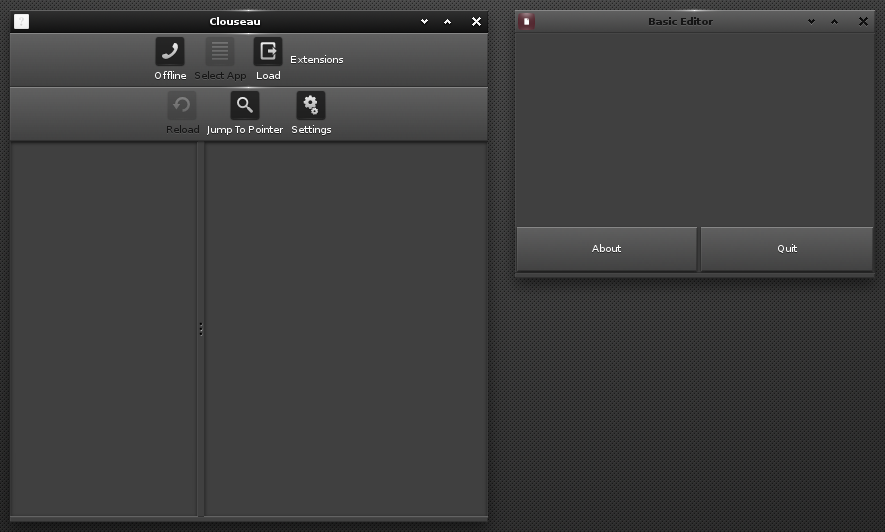 Clouseau
Offline Select App Load Extensions
Reload Jump To Pointer Settings
Basic Editor
About Quit